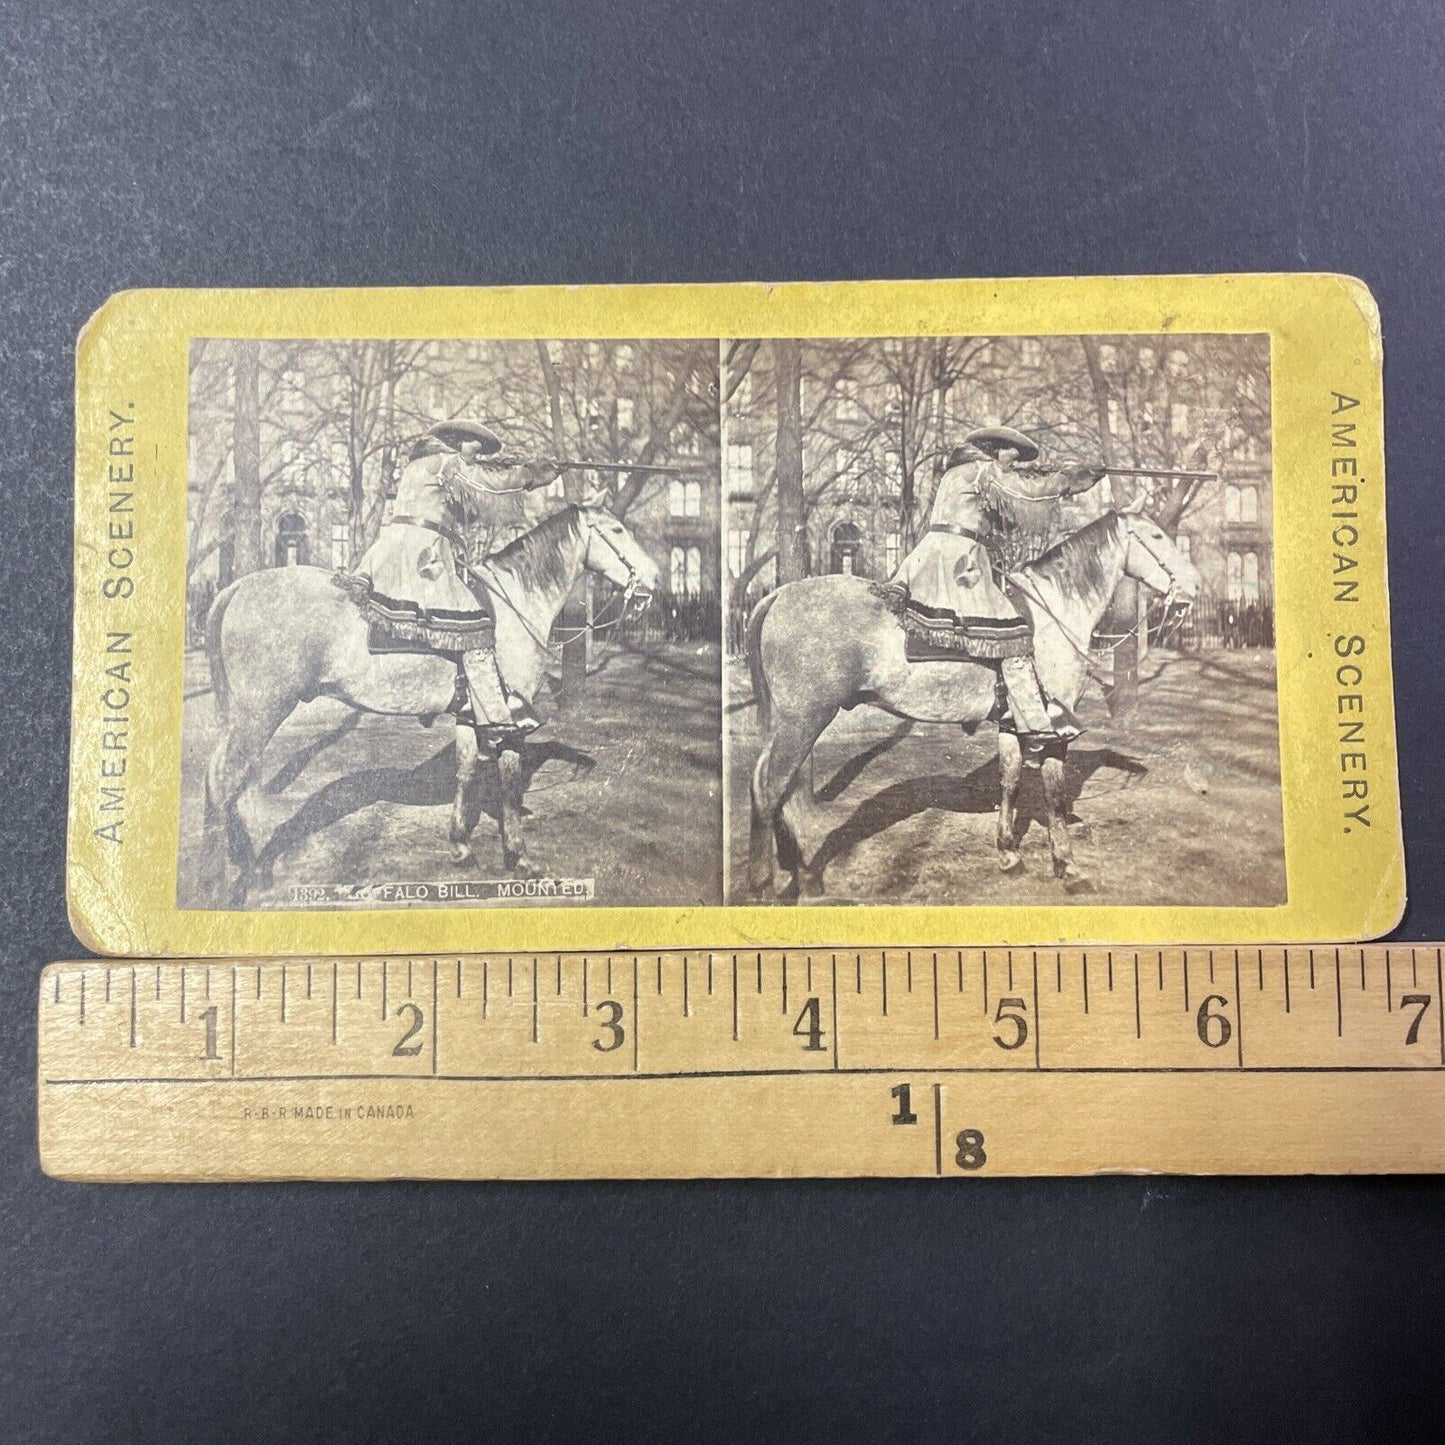 AMERICAN SCENERY.
AMERICAN SCENERY.
1392. FALO BILL. MOUNTED.
1 2 3 4 5 6 7
R-B-R MADE IN CANADA
1
8